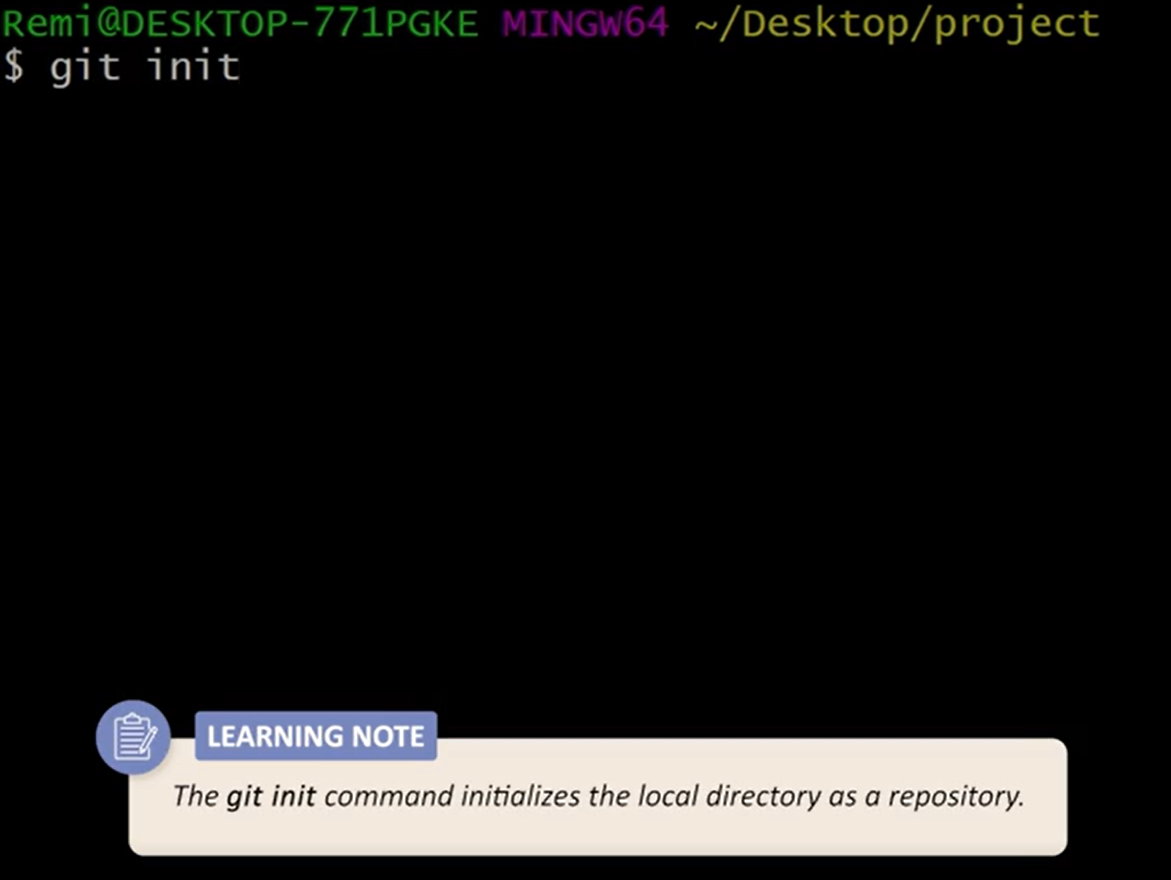 Remi@DESKTOP-771PGKE MINGW64 ~/Desktop/project
$ git init
LEARNING NOTE
The git init command initializes the local directory as a repository.